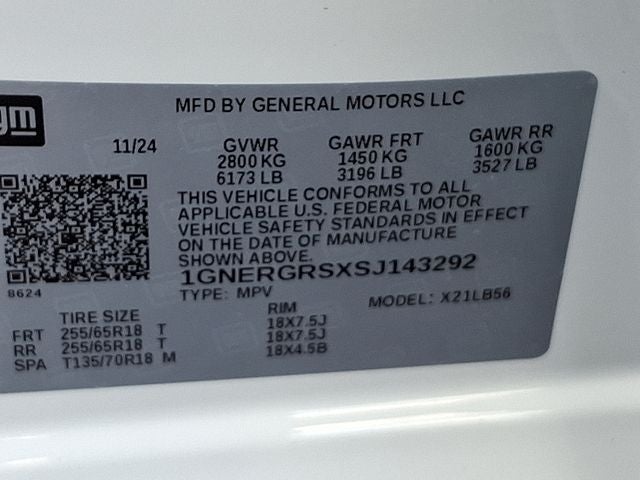 gm
MFD BY GENERAL MOTORS LLC
11/24 GVWR GAWR FRT GAWR RR
2800 KG 1450 KG 1600 KG
6173 LB 3196 LB 3527 LB
THIS VEHICLE CONFORMS TO ALL
APPLICABLE U.S. FEDERAL MOTOR
VEHICLE SAFETY STANDARDS IN EFFECT
ON THE DATE OF MANUFACTURE
SHOWN ABOVE.
1GNERGRSXSJ143292
8624
TYPE: MPV MODEL: X21LB56
TIRE SIZE RIM
FRT 255/65R18 T 18X7.5J
RR 255/65R18 T 18X7.5J
SPA T135/70R18 M 18X4.5B